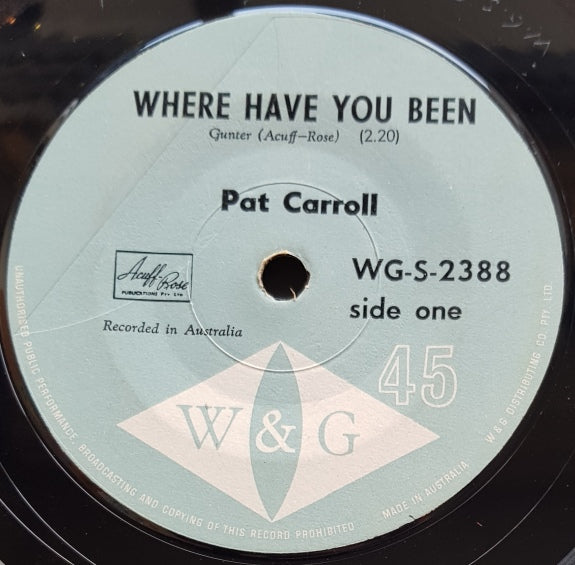 WHERE HAVE YOU BEEN
Gunter (Acuff-Rose) (2.20)
Pat Carroll
Acuff-Rose
PUBLICATIONS Pty Ltd
Recorded in Australia
WG-S-2388
side one
45
W & G
UNAUTHORISED PUBLIC PERFORMANCE, BROADCASTING AND COPYING OF THIS RECORD PROHIBITED
MADE IN AUSTRALIA
W & G DISTRIBUTING CO. PTY. LTD.